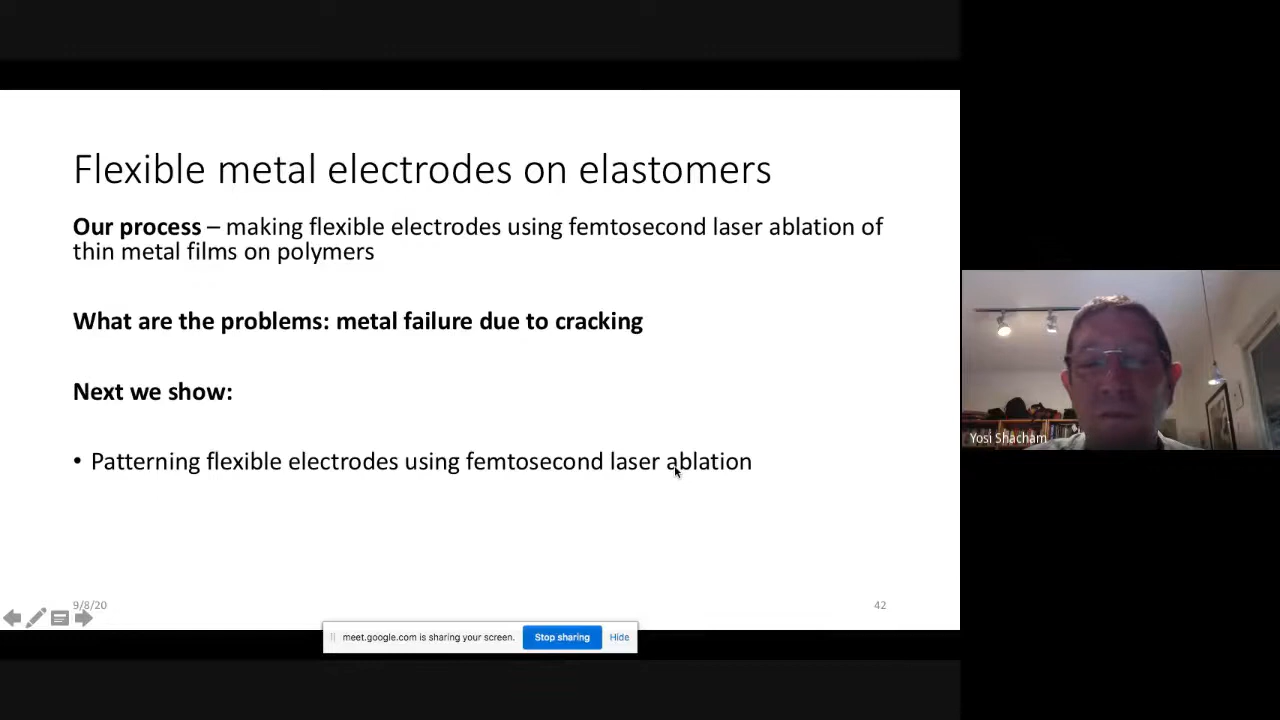 Flexible metal electrodes on elastomers
Our process – making flexible electrodes using femtosecond laser ablation of
thin metal films on polymers
What are the problems: metal failure due to cracking
Next we show:
• Patterning flexible electrodes using femtosecond laser ablation
Yosi Shacham
9/8/20
42
meet.google.com is sharing your screen.
Stop sharing
Hide